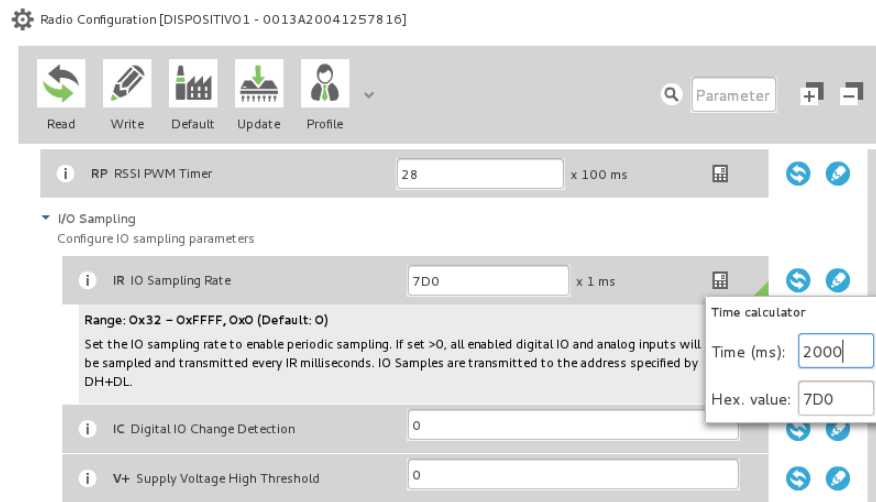 Radio Configuration [DISPOSITIVO1 - 0013A20041257816]
Parameter
Read Write Default Update Profile
i RP RSSI PWM Timer 28 x 100 ms
I/O Sampling
Configure IO sampling parameters
i IR IO Sampling Rate 7D0 x 1 ms
Time calculator
Range: 0x32 – 0xFFFF, 0x0 (Default: 0)
Set the IO sampling rate to enable periodic sampling. If set >0, all enabled digital IO and analog inputs will
be sampled and transmitted every IR milliseconds. IO Samples are transmitted to the address specified by
DH+DL.
Time (ms): 2000
Hex. value: 7D0
i IC Digital IO Change Detection 0
i V+ Supply Voltage High Threshold 0